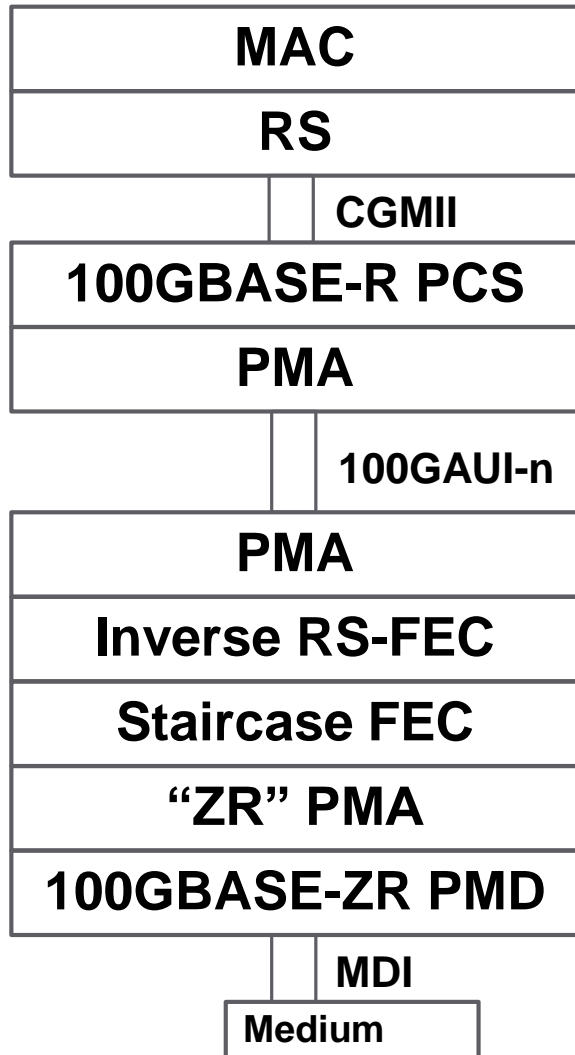 MAC
RS
CGMII
100GBASE-R PCS
PMA
100GAUI-n
PMA
Inverse RS-FEC
Staircase FEC
“ZR” PMA
100GBASE-ZR PMD
MDI
Medium